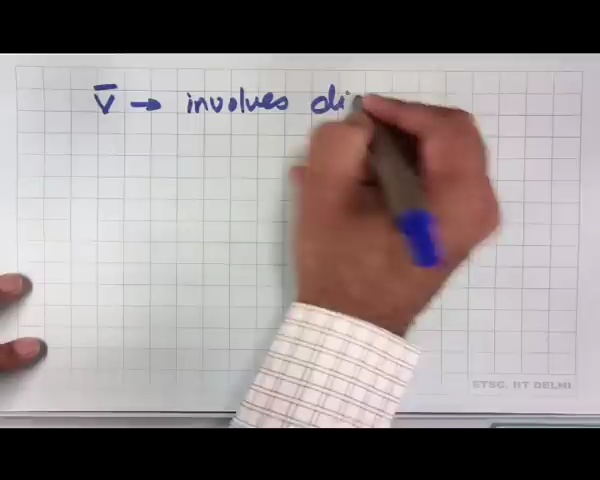 v̄ → involves di
ETSC, IIT DELHI